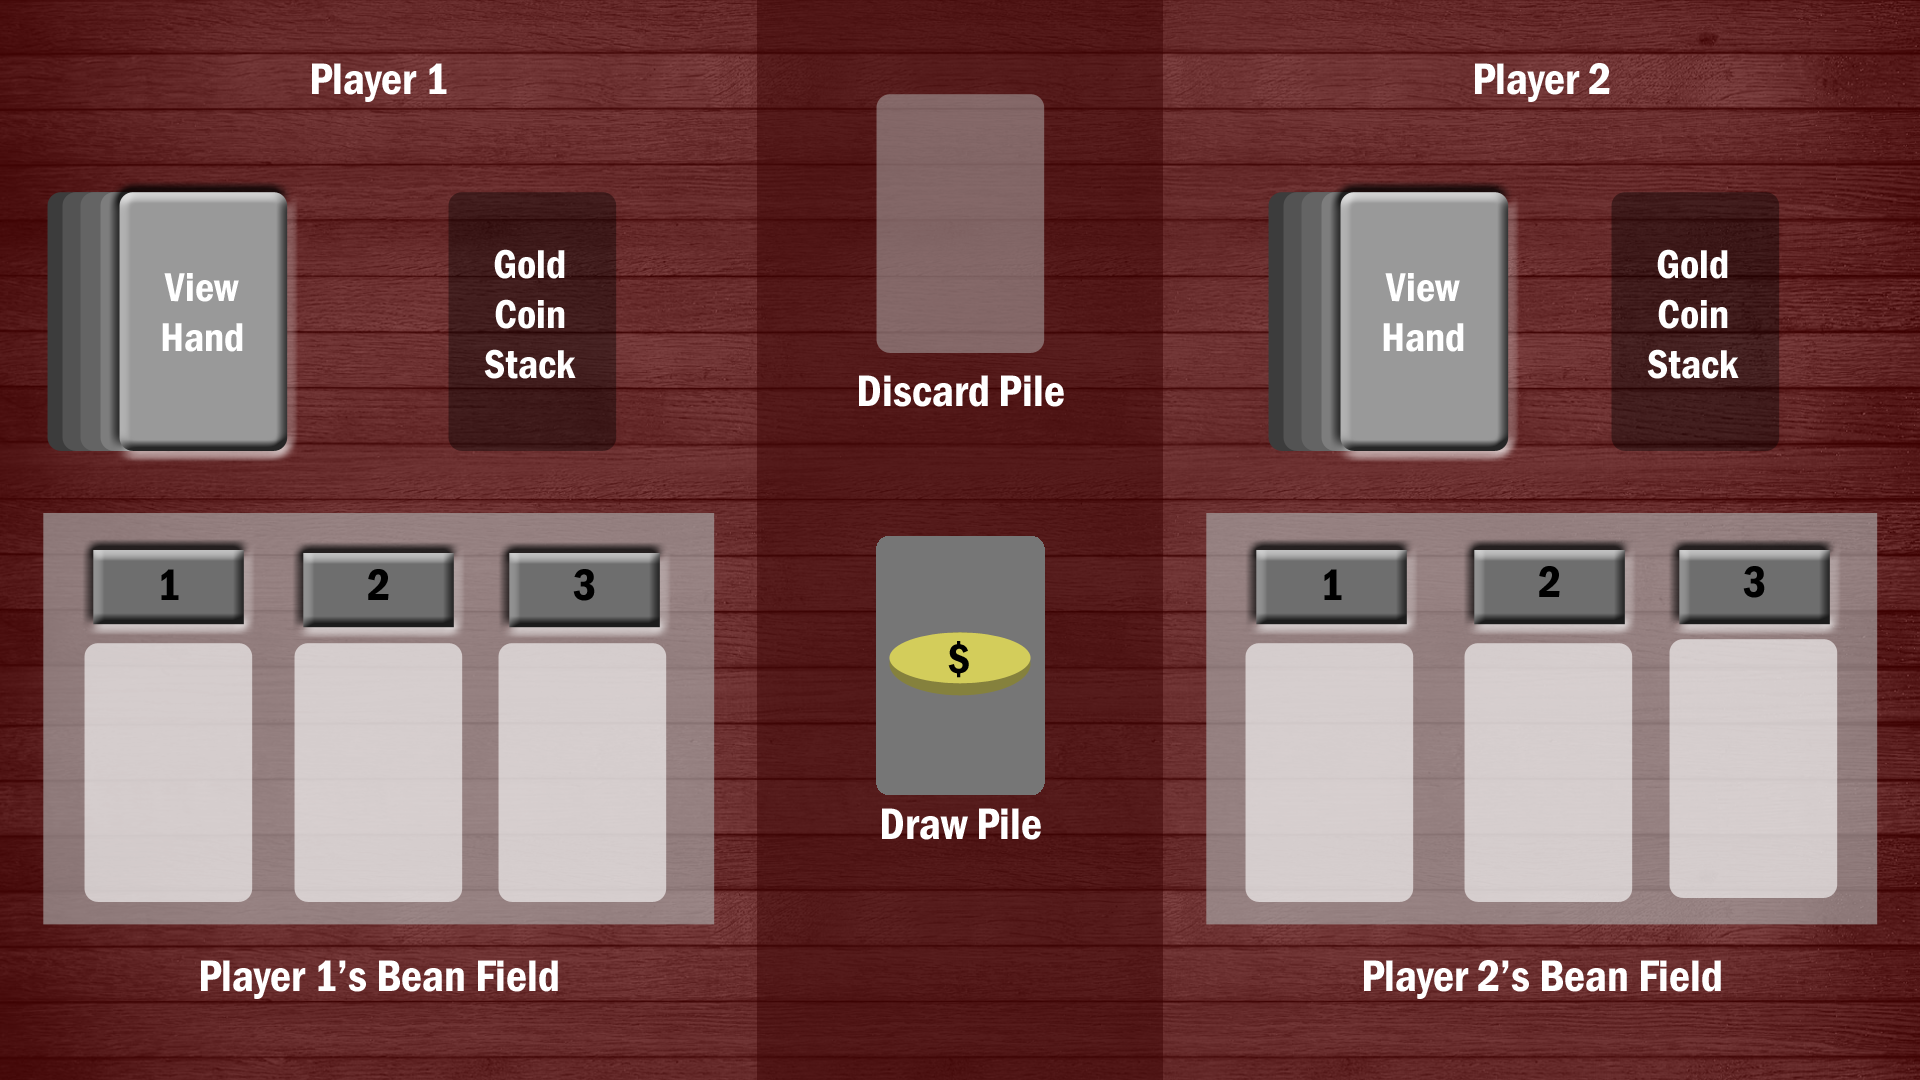 Player 1
View
Hand
Gold
Coin
Stack
1
2
3
Player 1’s Bean Field
Discard Pile
$
Draw Pile
Player 2
View
Hand
Gold
Coin
Stack
1
2
3
Player 2’s Bean Field